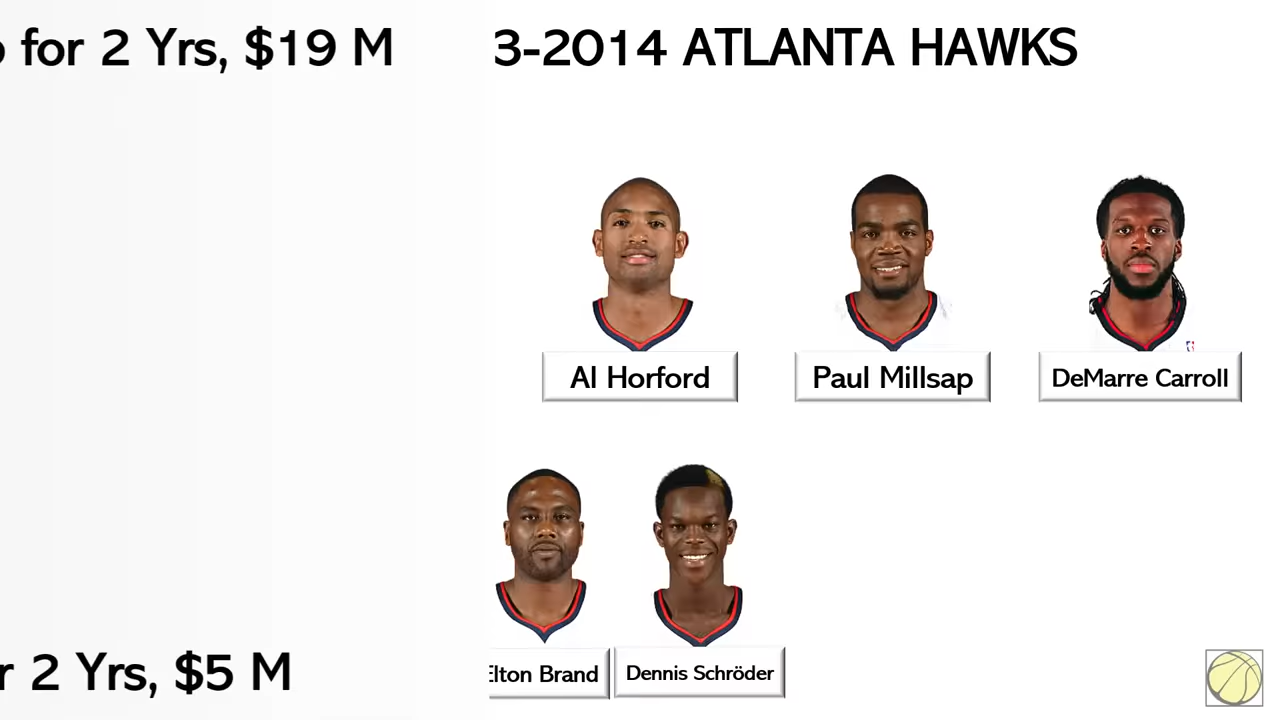 for 2 Yrs, $19 M
3-2014 ATLANTA HAWKS
Al Horford
Paul Millsap
DeMarre Carroll
Elton Brand
Dennis Schröder
2 Yrs, $5 M